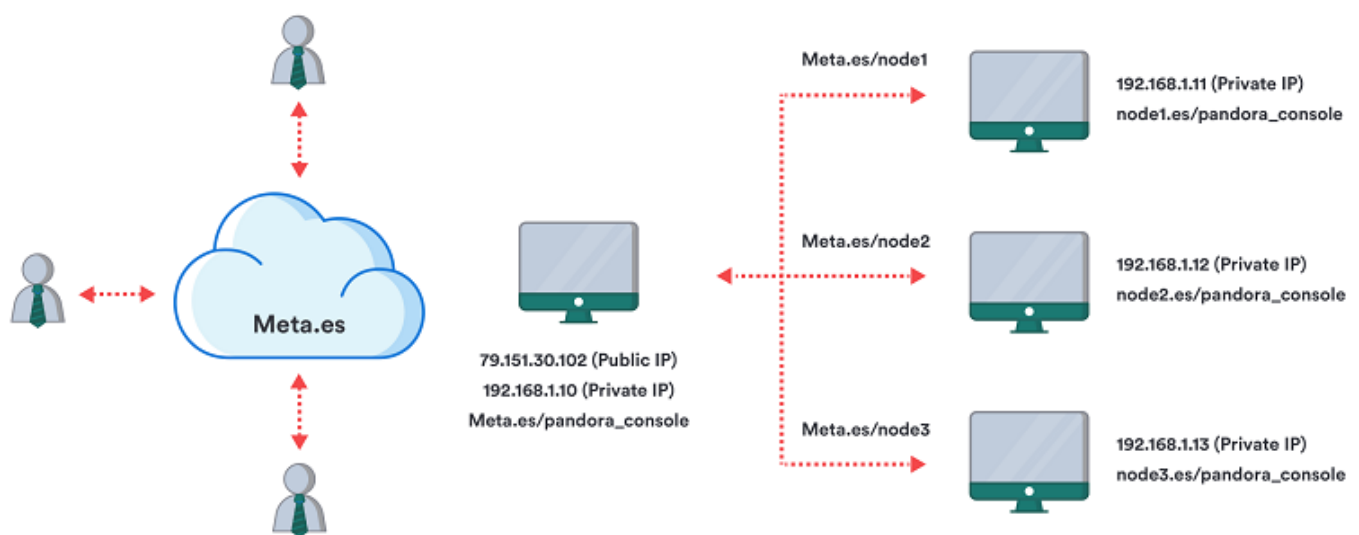 Meta.es
79.151.30.102 (Public IP)
192.168.1.10 (Private IP)
Meta.es/pandora_console
Meta.es/node1
192.168.1.11 (Private IP)
node1.es/pandora_console
Meta.es/node2
192.168.1.12 (Private IP)
node2.es/pandora_console
Meta.es/node3
192.168.1.13 (Private IP)
node3.es/pandora_console